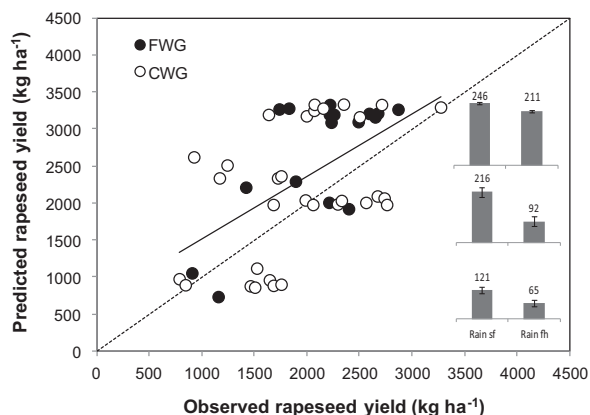 4500
4000
3500
3000
2500
2000
1500
1000
500
0
Predicted rapeseed yield (kg ha⁻¹)
FWG
CWG
246 211
216 92
121 65
Rain sf Rain fh
0 500 1000 1500 2000 2500 3000 3500 4000 4500
Observed rapeseed yield (kg ha⁻¹)